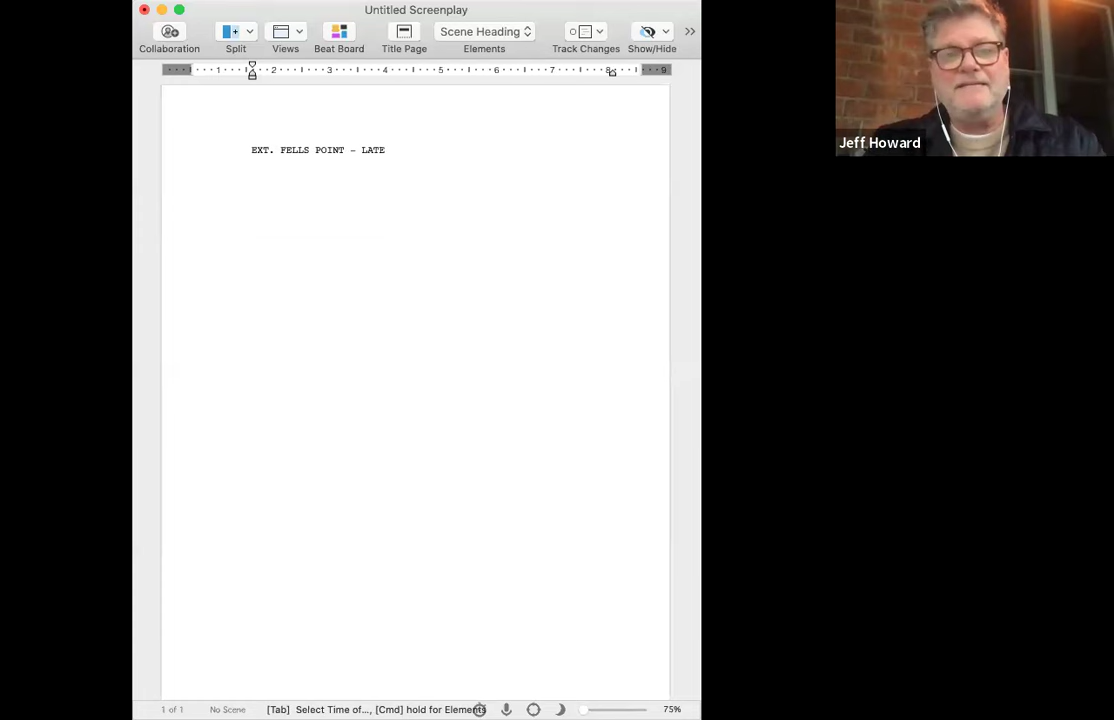 Untitled Screenplay
Scene Heading
Collaboration
Split
Views
Beat Board
Title Page
Elements
Track Changes
Show/Hide
1 2 3 4 5 6 7 8 9
EXT. FELLS POINT - LATE
Jeff Howard
1 of 1
No Scene
[Tab] Select Time of..., [Cmd] hold for Elements
75%